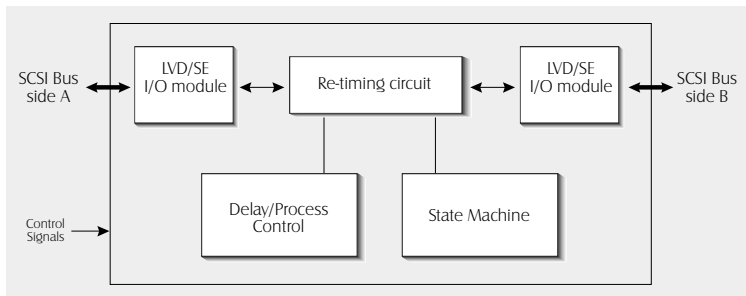 SCSI Bus
side A
LVD/SE
I/O module
Re-timing circuit
LVD/SE
I/O module
SCSI Bus
side B
Delay/Process
Control
State Machine
Control
Signals